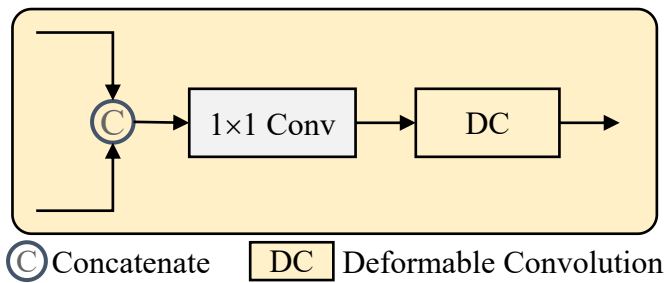 C
1×1 Conv
DC
C Concatenate
DC Deformable Convolution